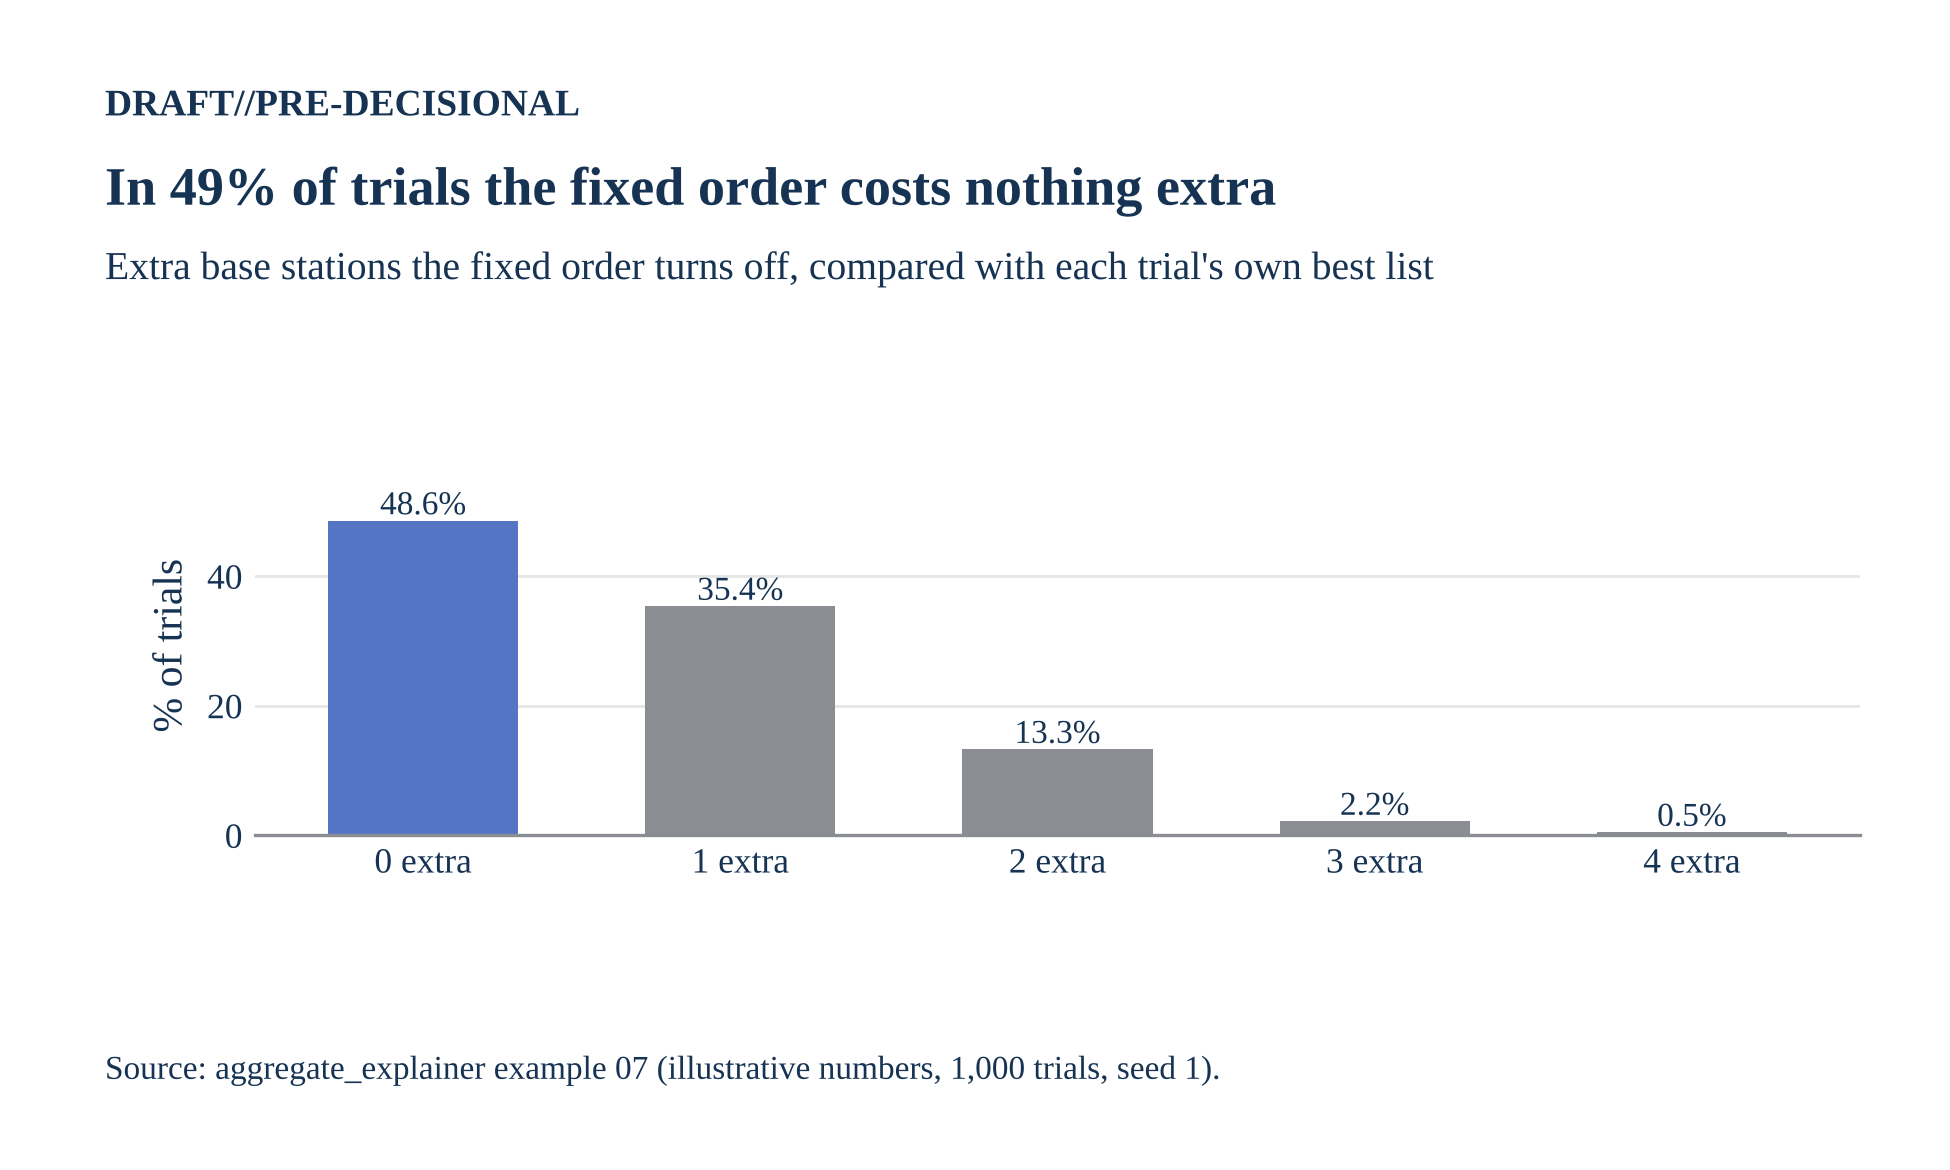 DRAFT//PRE-DECISIONAL
In 49% of trials the fixed order costs nothing extra
Extra base stations the fixed order turns off, compared with each trial's own best list
% of trials
40
20
0
48.6%
35.4%
13.3%
2.2%
0.5%
0 extra
1 extra
2 extra
3 extra
4 extra
Source: aggregate_explainer example 07 (illustrative numbers, 1,000 trials, seed 1).